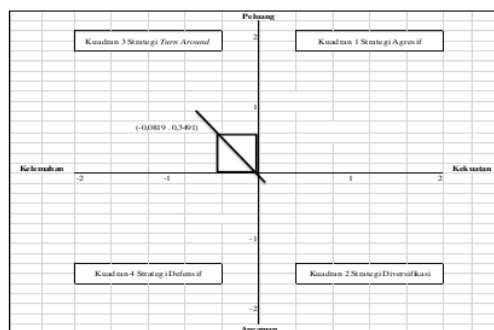 Peluang
2
Kuadran 3 Strategi Turn Around
Kuadran 1 Strategi Agresif
1
(-0,0819 . 0,3491)
Kelemahan
Kekuatan
-2
-1
1
2
-1
Kuadran 4 Strategi Defensif
Kuadran 2 Strategi Diversifikasi
-2
Ancaman